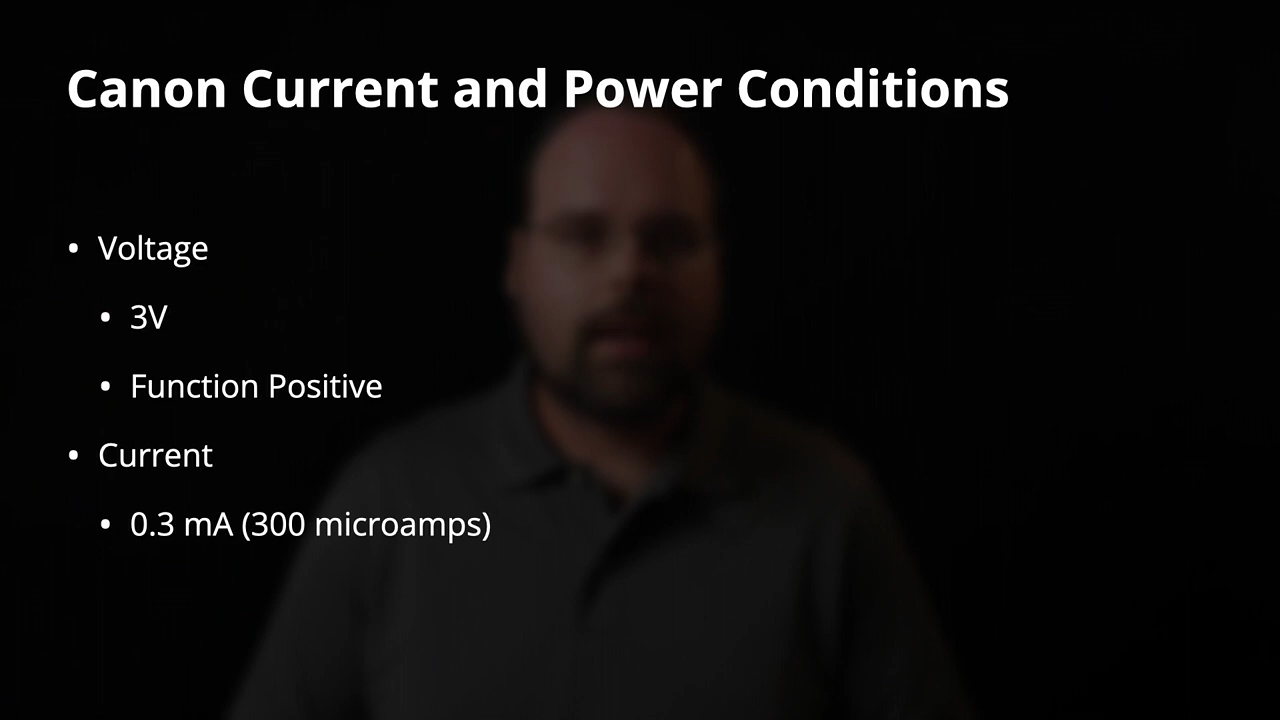 Canon Current and Power Conditions
• Voltage
• 3V
• Function Positive
• Current
• 0.3 mA (300 microamps)